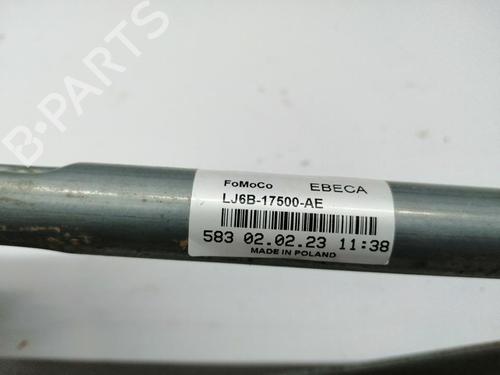 B-PARTS
FoMoCo EBECA
LJ6B-17500-AE
583 02.02.23 11:38
MADE IN POLAND